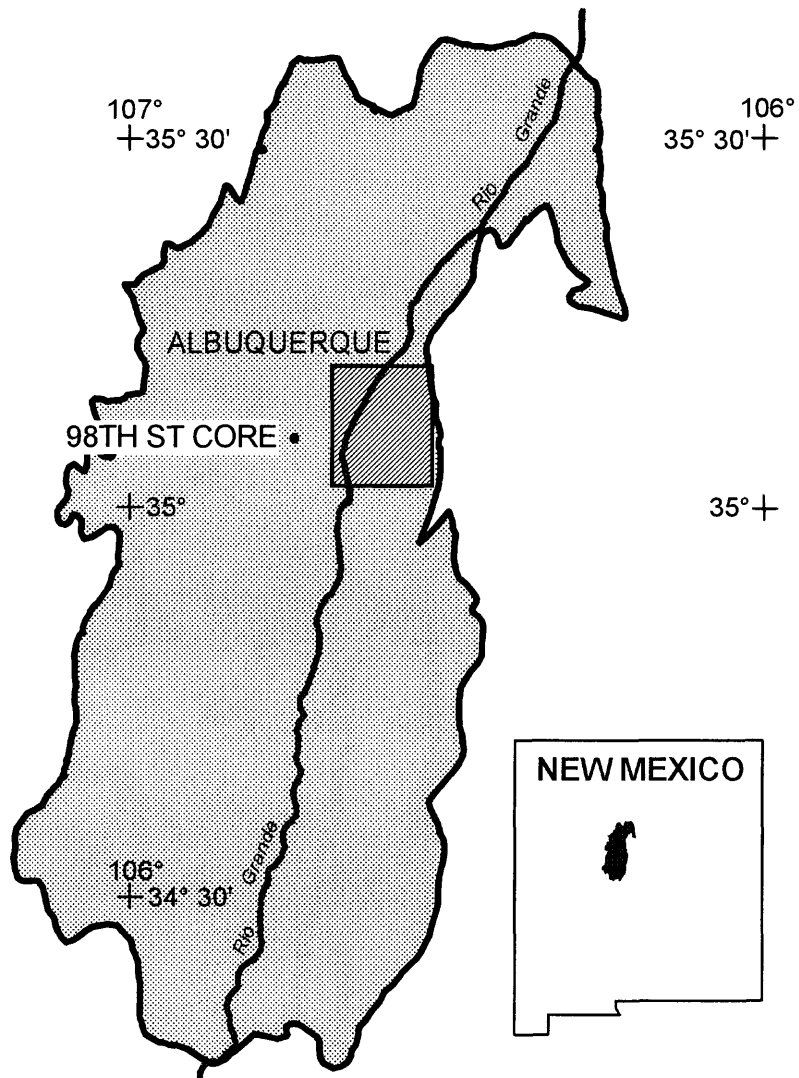 107°
35° 30'
106°
35° 30'
Rio Grande
ALBUQUERQUE
98TH ST CORE
35°
35°
NEW MEXICO
106°
34° 30'
Rio Grande